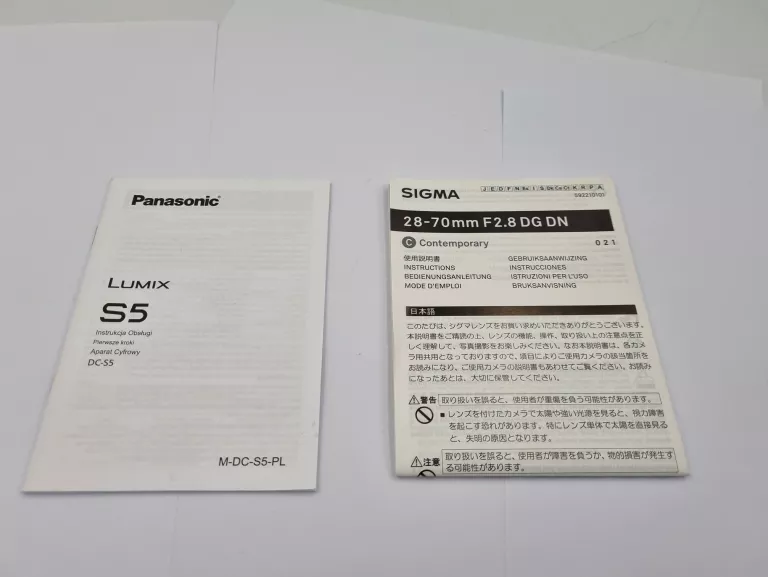 Panasonic
LUMIX
S5
Instrukcja Obsługi
Pierwsze kroki
Aparat Cyfrowy
DC-S5
M-DC-S5-PL
SIGMA
28-70mm F2.8 DG DN
C Contemporary 021
使用説明書 GEBRUIKSAANWIJZING
INSTRUCTIONS INSTRUCCIONES
BEDIENUNGSANLEITUNG ISTRUZIONI PER L'USO
MODE D'EMPLOI BRUKSANVISNING
日本語
このたびは、シグマレンズをお買い求めいただきありがとうございます。
本説明書をご精読の上、レンズの機能、操作、取り扱い上の注意点を正
しく理解して、写真撮影をお楽しみください。なお本説明書は、各カメ
ラ用共用となっておりますので、項目によりご使用カメラの該当箇所を
お読みになり、ご使用カメラの説明書もあわせてご覧ください。お読み
になったあとは、大切に保管してください。
警告 取り扱いを誤ると、使用者が重傷を負う可能性があります。
■ レンズを付けたカメラで太陽や強い光源を見ると、視力障害
を起こす恐れがあります。特にレンズ単体で太陽を直接見る
と、失明の原因となります。
注意 取り扱いを誤ると、使用者が障害を負うか、物的損害が発生す
る可能性があります。